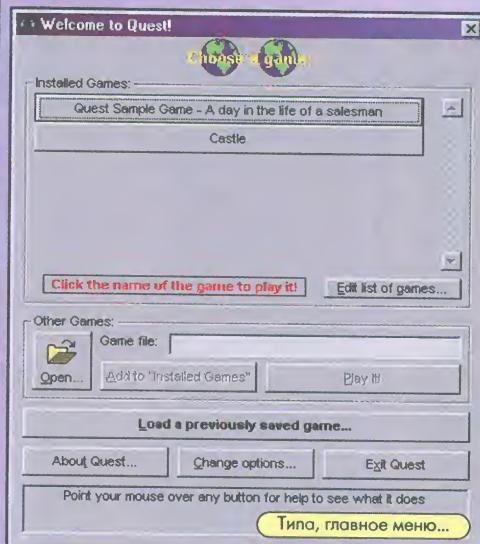 Welcome to Quest!
Choose a game:
Installed Games:
Quest Sample Game - A day in the life of a salesman
Castle
Click the name of the game to play it!
Edit list of games...
Other Games:
Game file:
Open...
Add to "Installed Games"
Play it!
Load a previously saved game...
About Quest...
Change options...
Exit Quest
Point your mouse over any button for help to see what it does
Типа, главное меню...